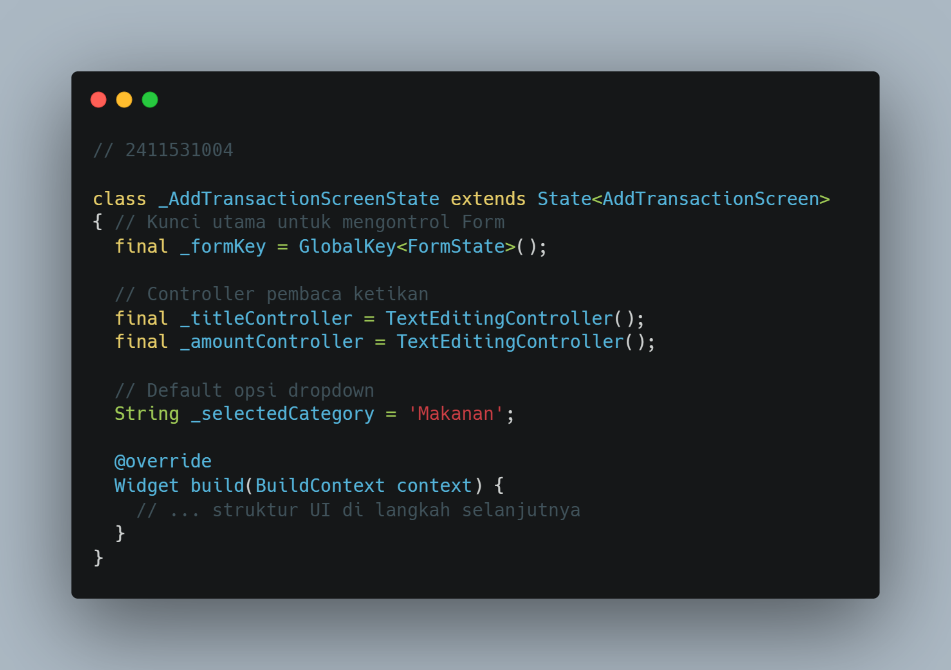 // 2411531004
class _AddTransactionScreenState extends State<AddTransactionScreen>
{ // Kunci utama untuk mengontrol Form
final _formKey = GlobalKey<FormState>();
// Controller pembaca ketikan
final _titleController = TextEditingController();
final _amountController = TextEditingController();
// Default opsi dropdown
String _selectedCategory = 'Makanan';
@override
Widget build(BuildContext context) {
// ... struktur UI di langkah selanjutnya
}
}